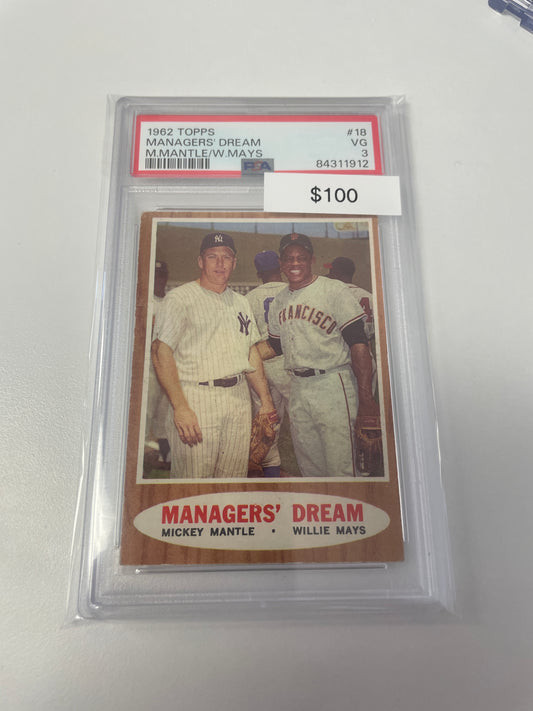 1962 TOPPS #18
MANAGERS' DREAM VG
M.MANTLE/W.MAYS 3
PSA 84311912
$100
NY
NY
FRANCISCO
MANAGERS' DREAM
MICKEY MANTLE • WILLIE MAYS